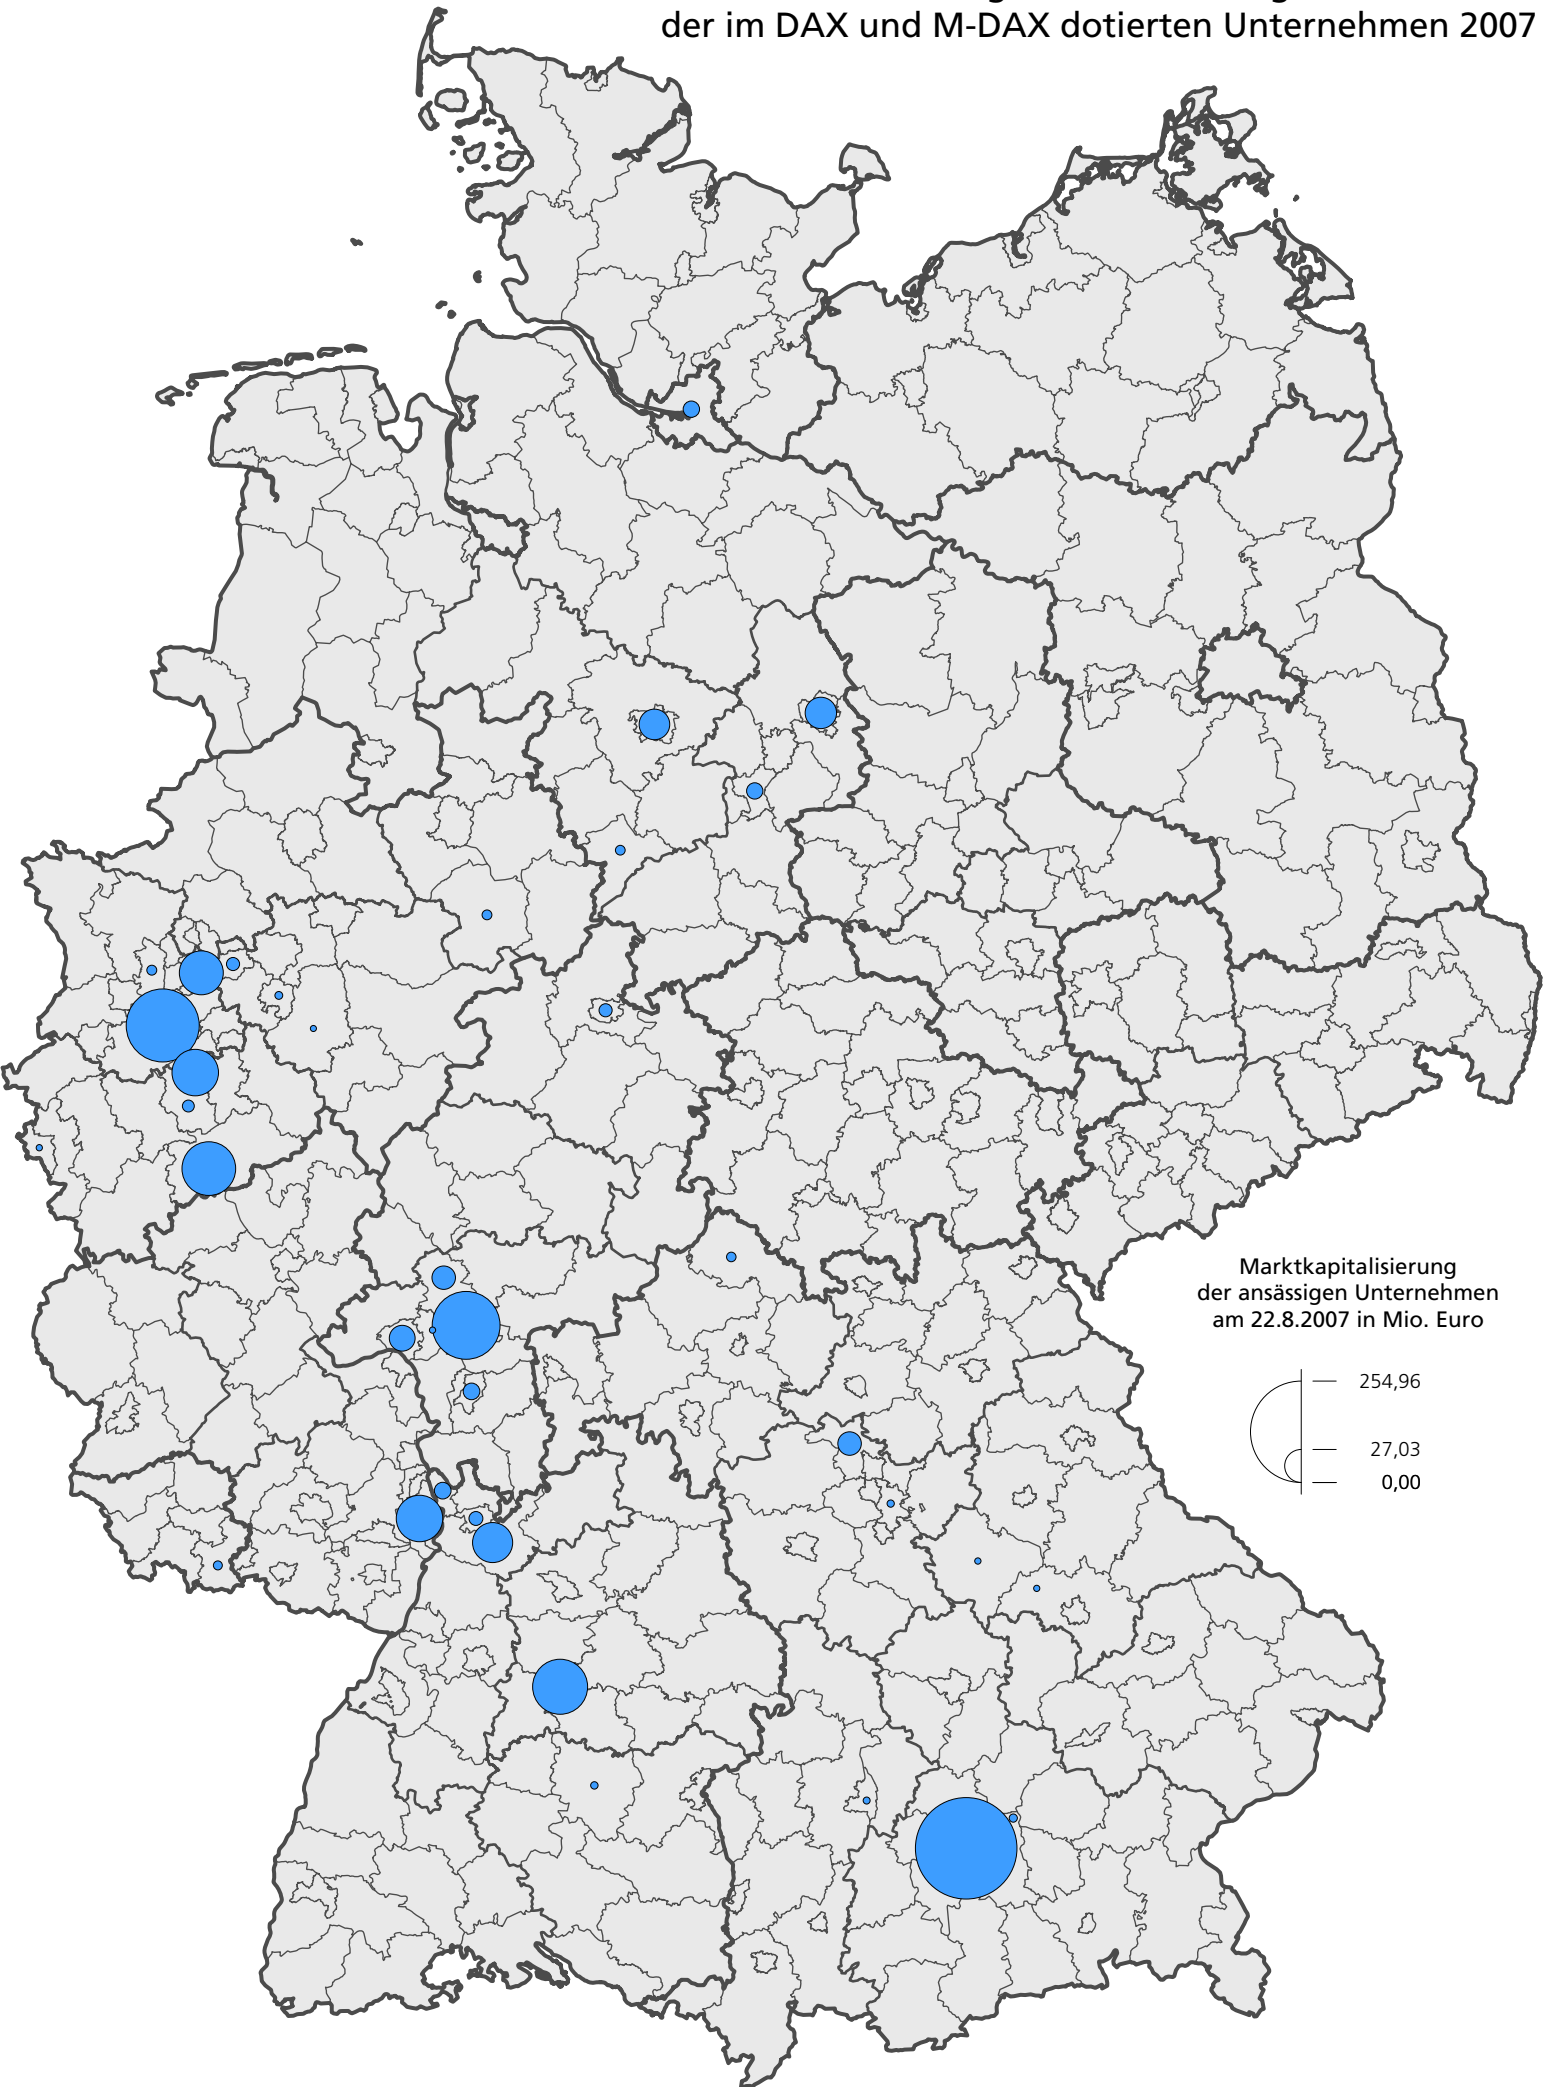 der im DAX und M-DAX dotierten Unternehmen 2007
Marktkapitalisierung
der ansässigen Unternehmen
am 22.8.2007 in Mio. Euro
254,96
27,03
0,00